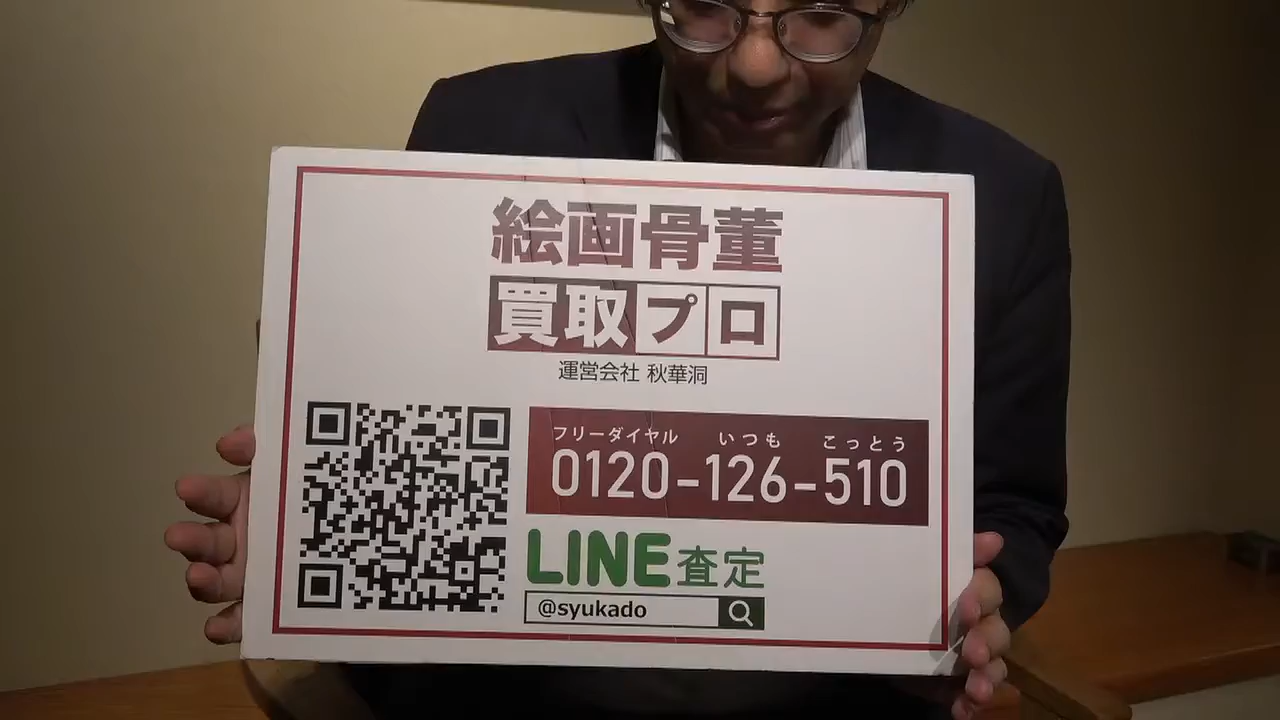 絵画骨董
買取プロ
運営会社 秋華洞
フリーダイヤル いつも こっとう
0120-126-510
LINE査定
@syukado